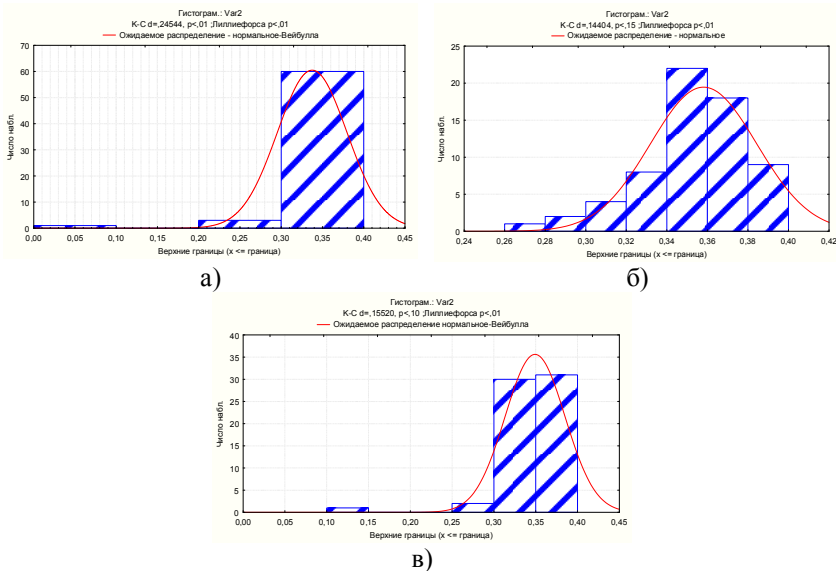 Гистограм.: Var2
К-С d=,24544, p<,01 ;Лиллиефорса p<,01
Ожидаемое распределение - нормальное-Вейбулла
Число набл.
70
60
50
40
30
20
10
0
0,00 0,05 0,10 0,15 0,20 0,25 0,30 0,35 0,40 0,45
Верхние границы (x <= граница)
а)
Гистограм.: Var2
К-С d=,14404, p<,15 ;Лиллиефорса p<,01
Ожидаемое распределение - нормальное
Число набл.
25
20
15
10
5
0
0,24 0,26 0,28 0,30 0,32 0,34 0,36 0,38 0,40 0,42
Верхние границы (x <= граница)
б)
Гистограм.: Var2
К-С d=,15520, p<,10 ;Лиллиефорса p<,01
Ожидаемое распределение нормальное-Вейбулла
Число набл.
40
35
30
25
20
15
10
5
0
0,00 0,05 0,10 0,15 0,20 0,25 0,30 0,35 0,40 0,45
Верхние границы (x <= граница)
в)